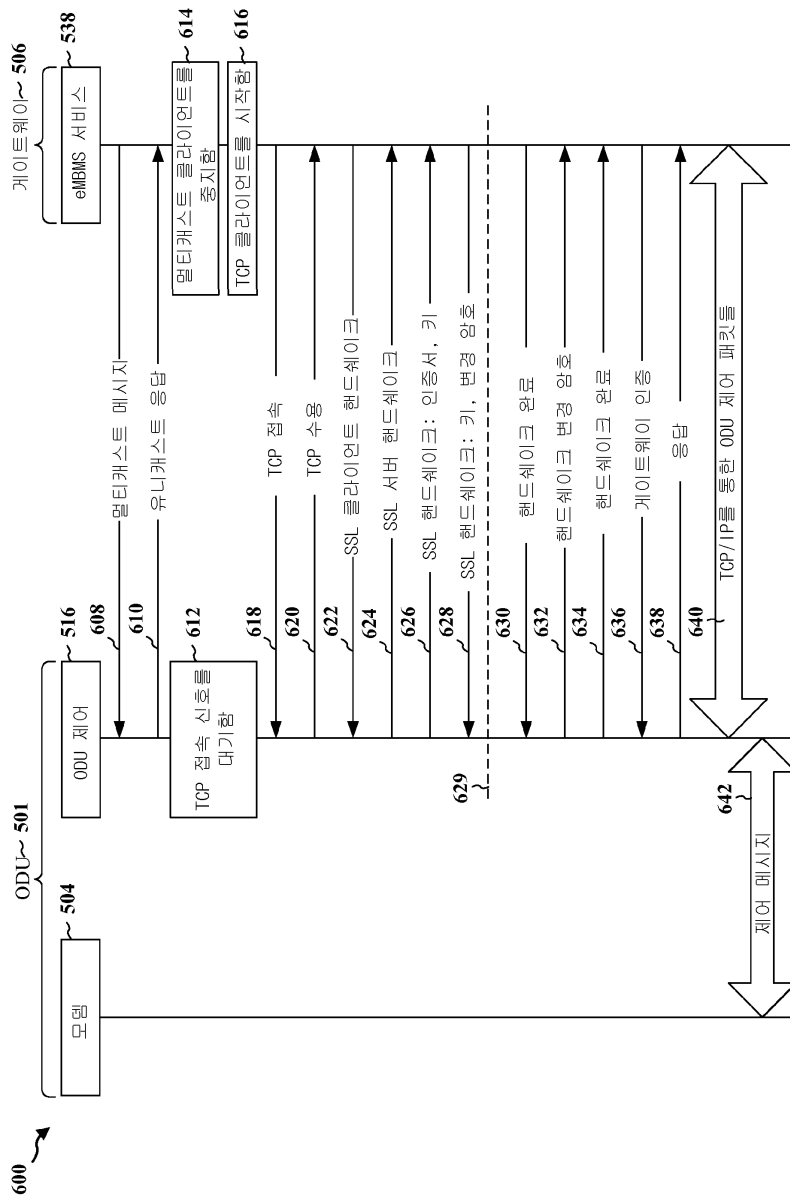 600
ODU 501
게이트웨이 506
모뎀
504
ODU 제어
516
eMBMS 서비스
538
608
멀티캐스트 메시지
610
유니캐스트 응답
TCP 접속 신호를
대기함
612
멀티캐스트 클라이언트를
중지함
614
TCP 클라이언트를 시작함
616
618
TCP 접속
620
TCP 수용
622
SSL 클라이언트 핸드쉐이크
624
SSL 서버 핸드쉐이크
626
SSL 핸드쉐이크: 인증서, 키
628
SSL 핸드쉐이크: 키, 변경 암호
629
630
핸드쉐이크 완료
632
핸드쉐이크 변경 암호
634
핸드쉐이크 완료
636
게이트웨이 인증
638
응답
640
TCP/IP를 통한 ODU 제어 패킷들
642
제어 메시지